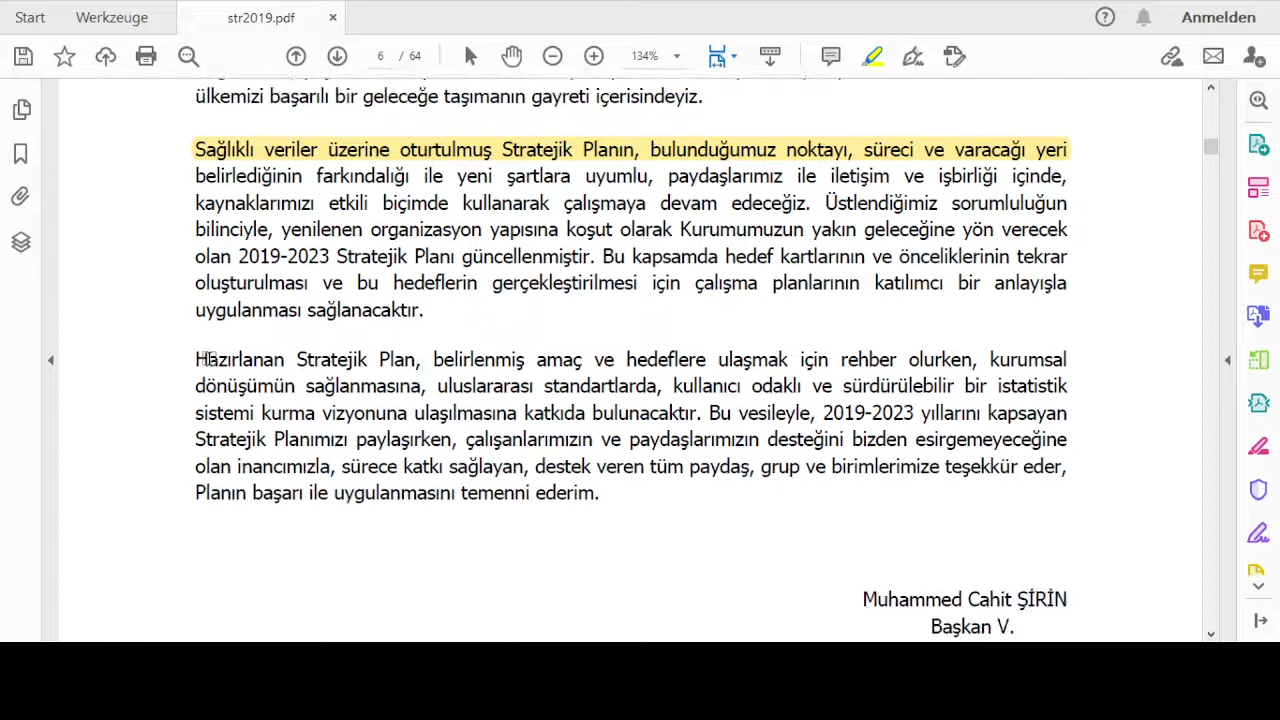 Start
Werkzeuge
str2019.pdf
Anmelden
6 / 64
134%
ülkemizi başarılı bir geleceğe taşımanın gayreti içerisindeyiz.
Sağlıklı veriler üzerine oturtulmuş Stratejik Planın, bulunduğumuz noktayı, süreci ve varacağı yeri
belirlediğinin farkındalığı ile yeni şartlara uyumlu, paydaşlarımız ile iletişim ve işbirliği içinde,
kaynaklarımızı etkili biçimde kullanarak çalışmaya devam edeceğiz. Üstlendiğimiz sorumluluğun
bilinciyle, yenilenen organizasyon yapısına koşut olarak Kurumumuzun yakın geleceğine yön verecek
olan 2019-2023 Stratejik Planı güncellenmiştir. Bu kapsamda hedef kartlarının ve önceliklerinin tekrar
oluşturulması ve bu hedeflerin gerçekleştirilmesi için çalışma planlarının katılımcı bir anlayışla
uygulanması sağlanacaktır.
Hazırlanan Stratejik Plan, belirlenmiş amaç ve hedeflere ulaşmak için rehber olurken, kurumsal
dönüşümün sağlanmasına, uluslararası standartlarda, kullanıcı odaklı ve sürdürülebilir bir istatistik
sistemi kurma vizyonuna ulaşılmasına katkıda bulunacaktır. Bu vesileyle, 2019-2023 yıllarını kapsayan
Stratejik Planımızı paylaşırken, çalışanlarımızın ve paydaşlarımızın desteğini bizden esirgemeyeceğine
olan inancımızla, sürece katkı sağlayan, destek veren tüm paydaş, grup ve birimlerimize teşekkür eder,
Planın başarı ile uygulanmasını temenni ederim.
Muhammed Cahit ŞİRİN
Başkan V.